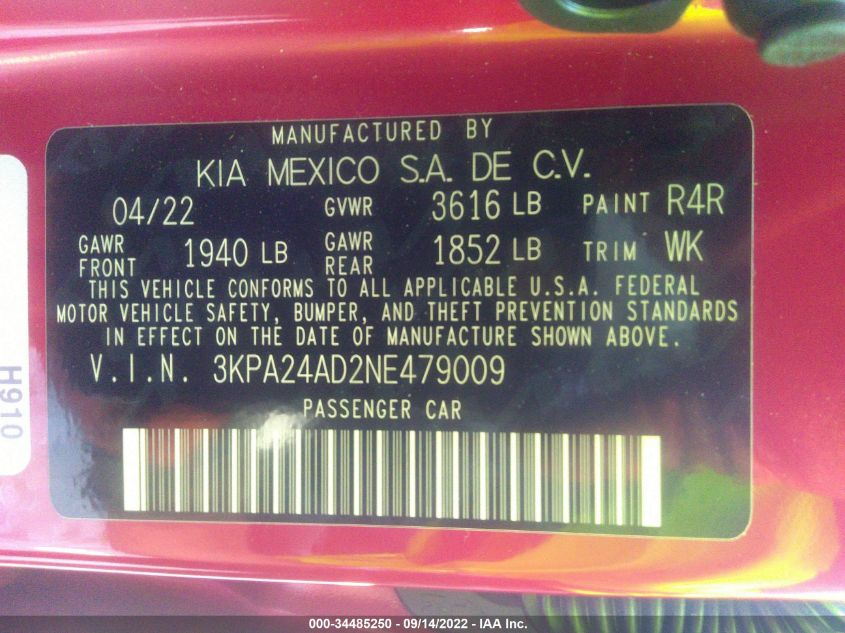 MANUFACTURED BY
KIA MEXICO S.A. DE C.V.
04/22 GVWR 3616 LB PAINT R4R
GAWR FRONT 1940 LB GAWR REAR 1852 LB TRIM WK
THIS VEHICLE CONFORMS TO ALL APPLICABLE U.S.A. FEDERAL
MOTOR VEHICLE SAFETY, BUMPER, AND THEFT PREVENTION STANDARDS
IN EFFECT ON THE DATE OF MANUFACTURE SHOWN ABOVE.
V.I.N. 3KPA24AD2NE479009
PASSENGER CAR
H910
000-34485250 - 09/14/2022 - IAA Inc.